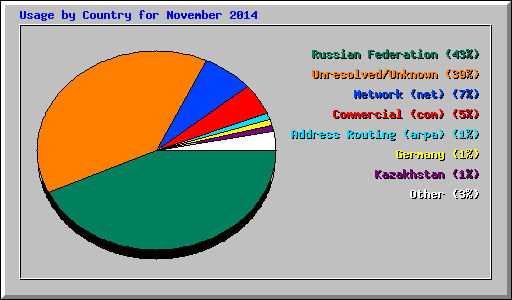 Usage by Country for November 2014
Russian Federation (43%)
Unresolved/Unknown (39%)
Network (net) (7%)
Commercial (com) (5%)
Address Routing (arpa) (1%)
Germany (1%)
Kazakhstan (1%)
Other (3%)